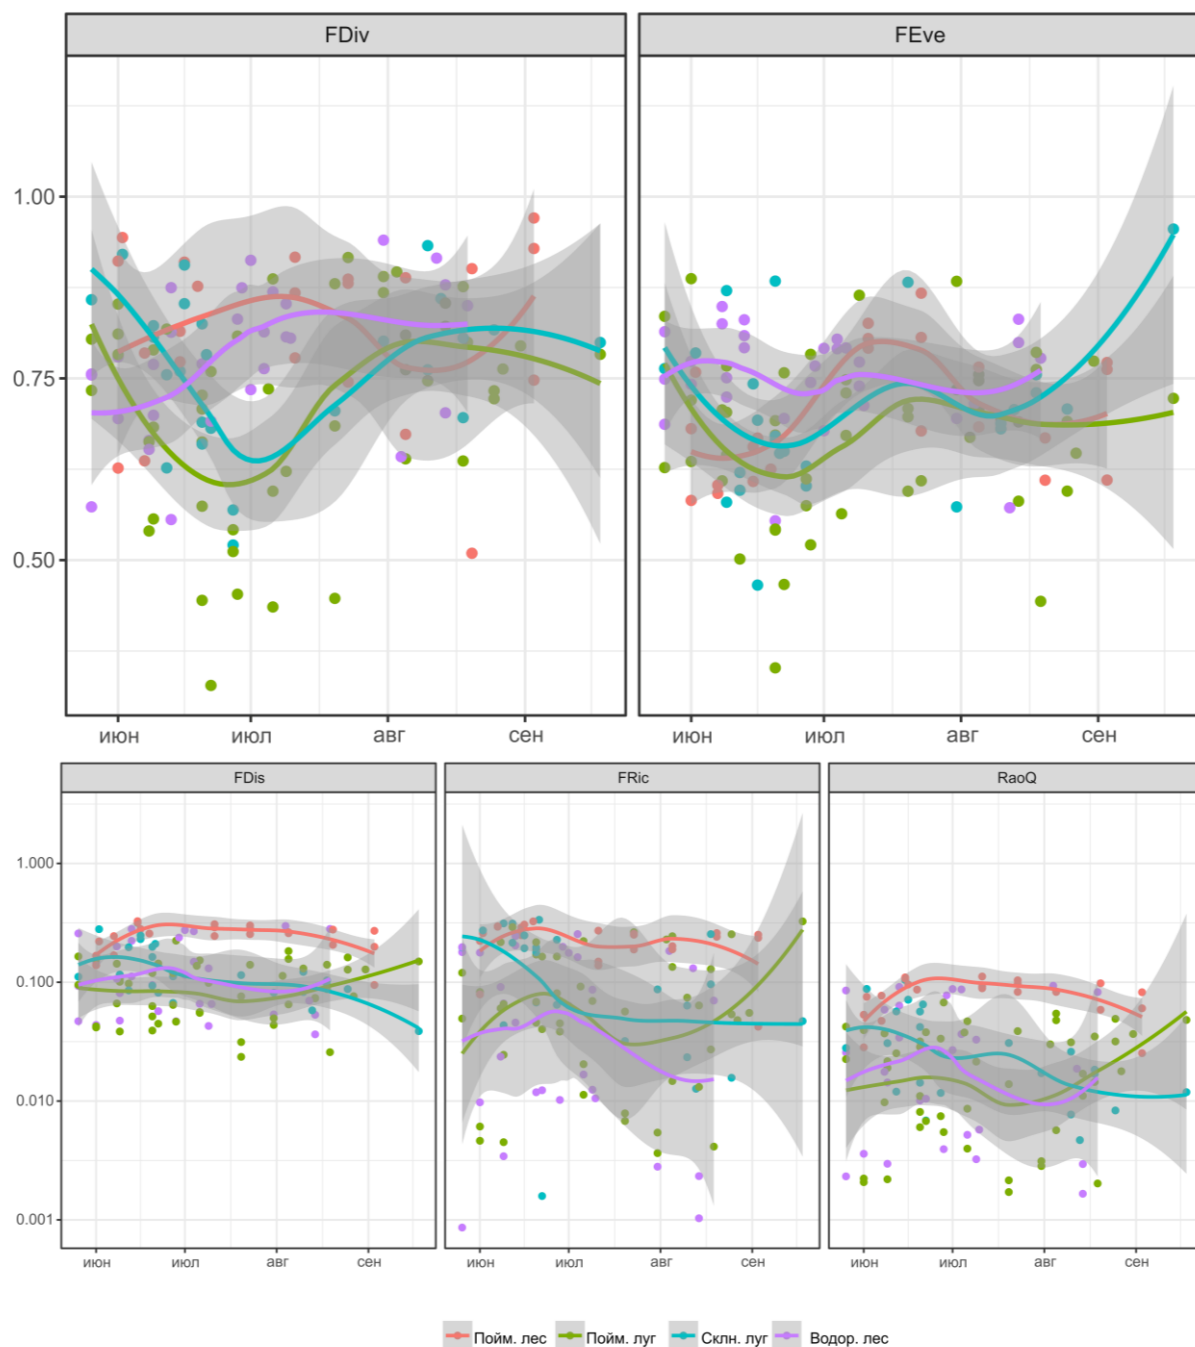 FDiv FEve
1.00
0.75
0.50
июн июл авг сен июн июл авг сен
FDis FRic RaoQ
1.000
0.100
0.010
0.001
июн июл авг сен июн июл авг сен июн июл авг сен
Пойм. лес Пойм. луг Склн. луг Водор. лес